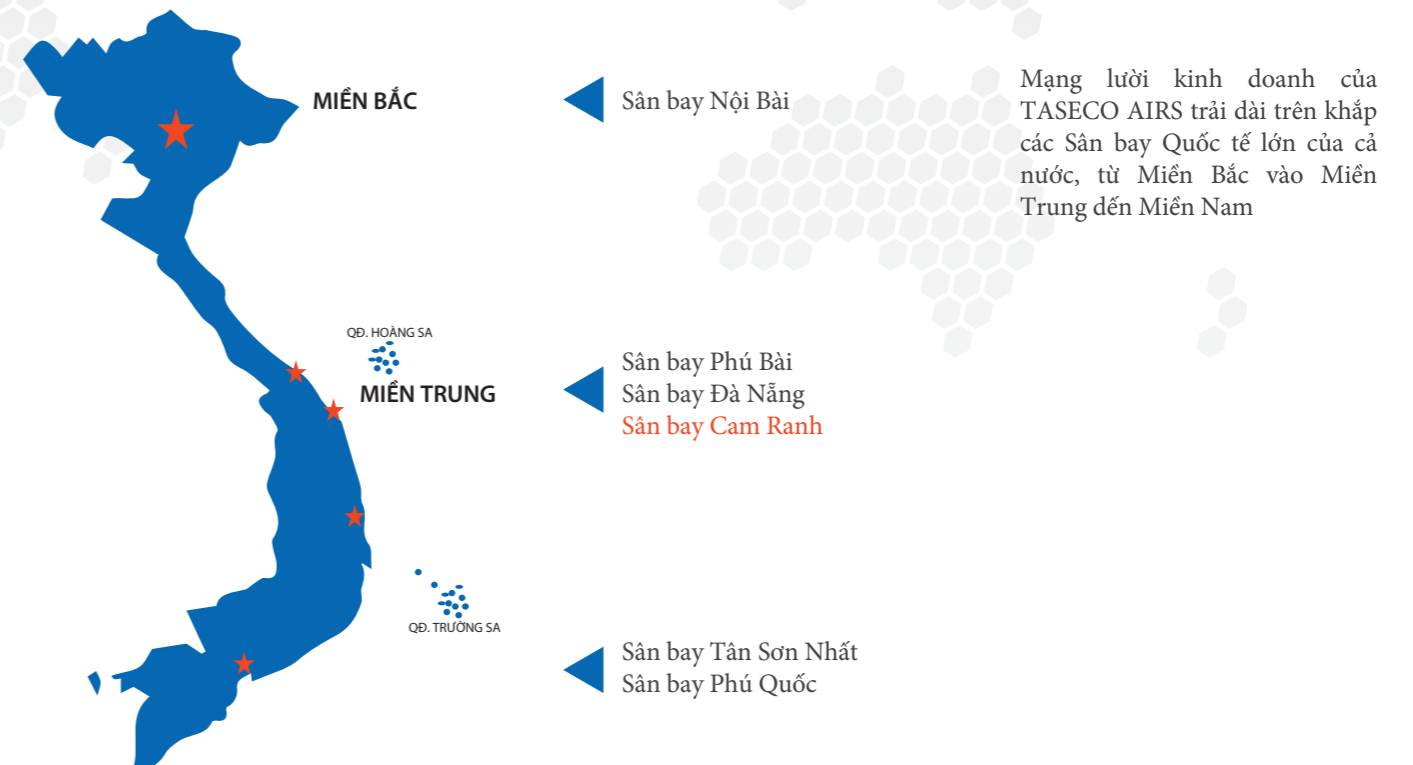 MIỀN BẮC
Sân bay Nội Bài
Mạng lười kinh doanh của
TASECO AIRS trải dài trên khắp
các Sân bay Quốc tế lớn của cả
nước, từ Miền Bắc vào Miền
Trung dến Miền Nam
QĐ. HOÀNG SA
MIỀN TRUNG
Sân bay Phú Bài
Sân bay Đà Nẵng
Sân bay Cam Ranh
QĐ. TRƯỜNG SA
Sân bay Tân Sơn Nhất
Sân bay Phú Quốc